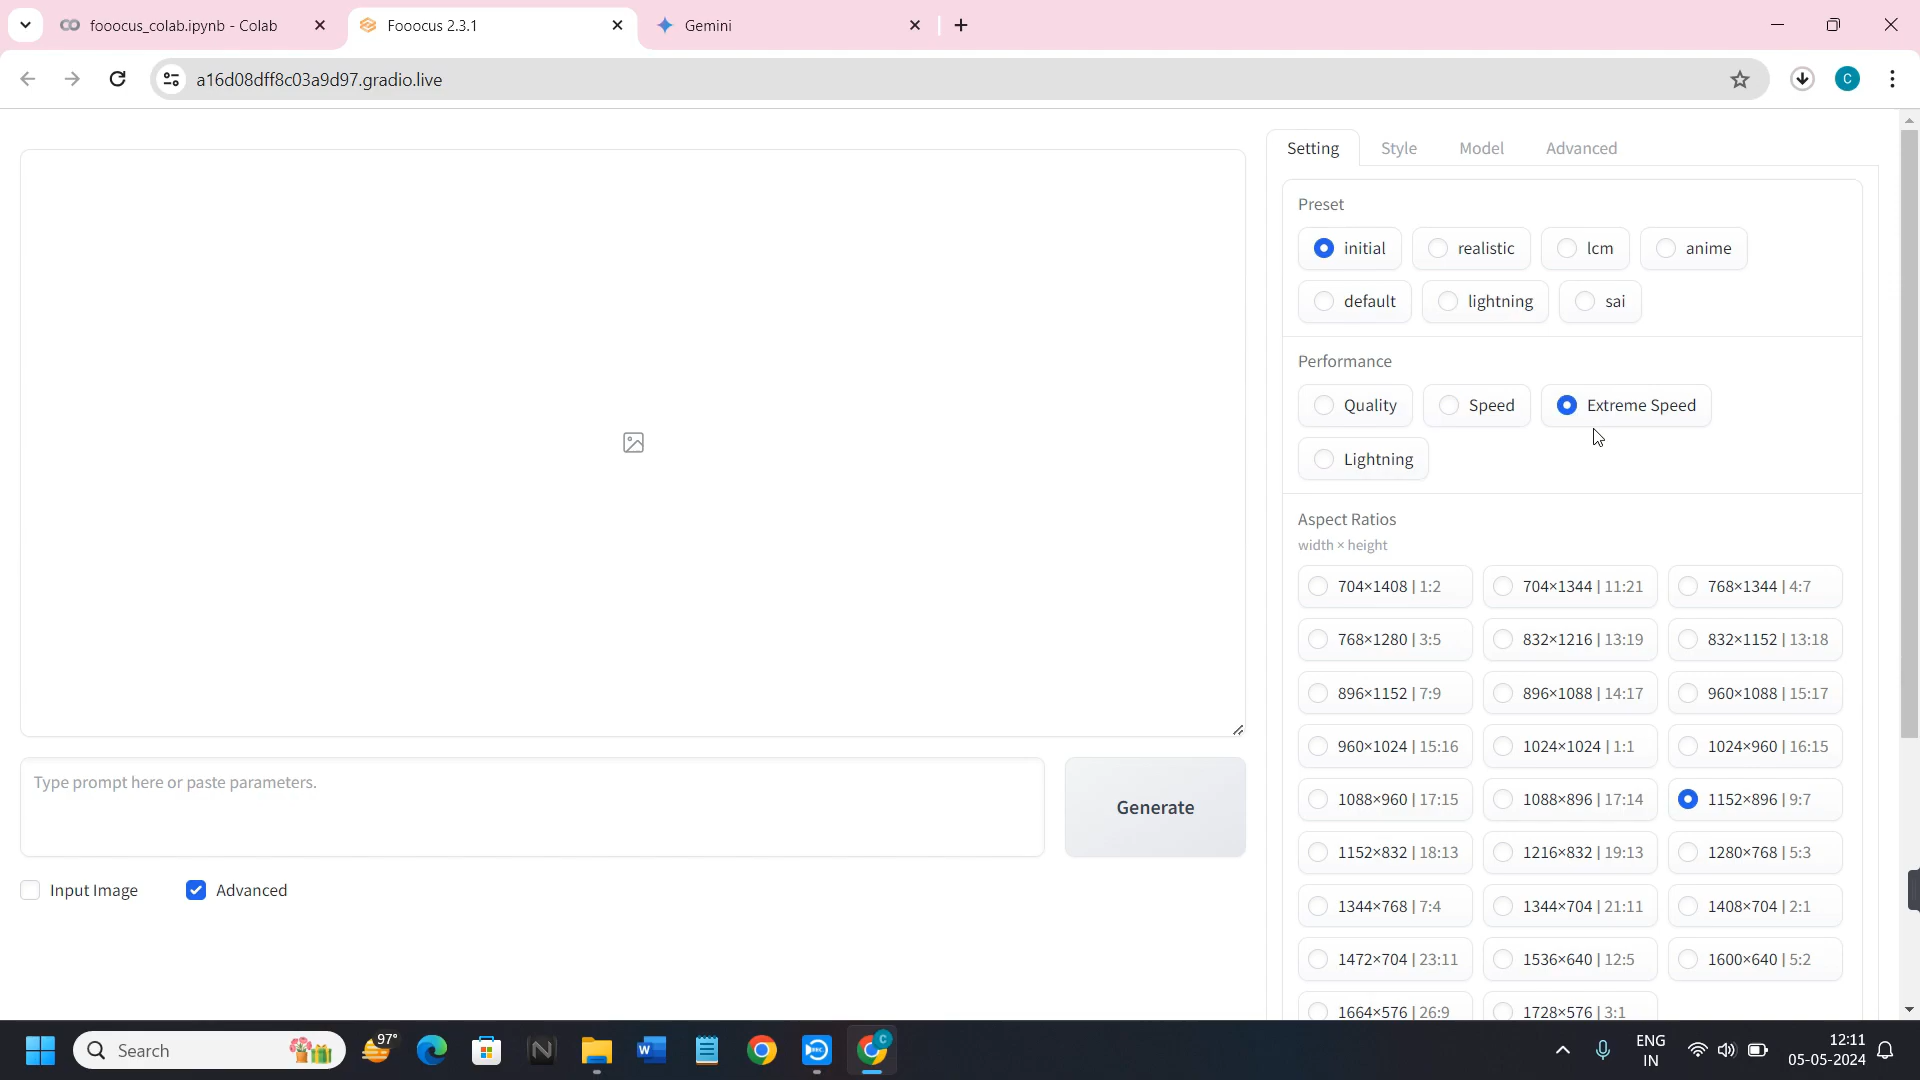 fooocus_colab.ipynb - Colab
Fooocus 2.3.1
Gemini
a16d08dff8c03a9d97.gradio.live
C
Setting Style Model Advanced
Preset
initial realistic lcm anime
default lightning sai
Performance
Quality Speed Extreme Speed
Lightning
Aspect Ratios
width × height
704×1408 | 1:2 704×1344 | 11:21 768×1344 | 4:7
768×1280 | 3:5 832×1216 | 13:19 832×1152 | 13:18
896×1152 | 7:9 896×1088 | 14:17 960×1088 | 15:17
960×1024 | 15:16 1024×1024 | 1:1 1024×960 | 16:15
1088×960 | 17:15 1088×896 | 17:14 1152×896 | 9:7
1152×832 | 18:13 1216×832 | 19:13 1280×768 | 5:3
1344×768 | 7:4 1344×704 | 21:11 1408×704 | 2:1
1472×704 | 23:11 1536×640 | 12:5 1600×640 | 5:2
1664×576 | 26:9 1728×576 | 3:1
Type prompt here or paste parameters.
Generate
Input Image Advanced
Search
97°
C
ENG
IN
12:11
05-05-2024